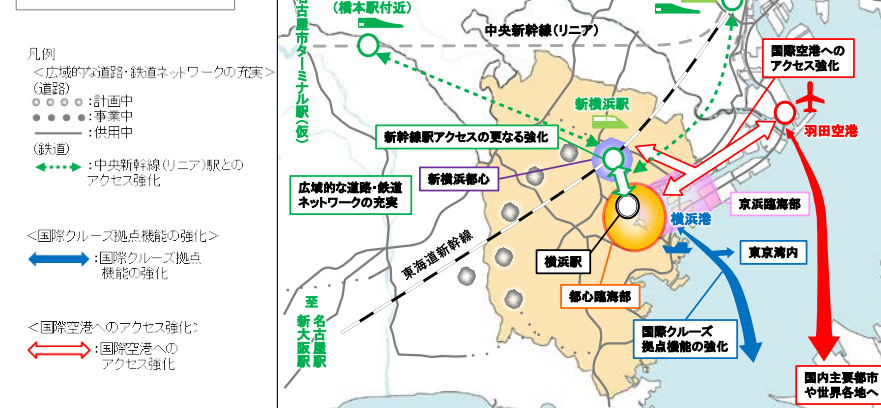 凡例
＜広域的な道路・鉄道ネットワークの充実＞
（道路）
：計画中
：事業中
：供用中
（鉄道）
：中央新幹線（リニア）駅との
アクセス強化
＜国際クルーズ拠点機能の強化＞
：国際クルーズ拠点
機能の強化
＜国際空港へのアクセス強化＞
：国際空港への
アクセス強化
古屋市ターミナル駅（仮）
（橋本駅付近）
中央新幹線（リニア）
国際空港への
アクセス強化
新横浜駅
羽田空港
新幹線駅アクセスの更なる強化
新横浜都心
広域的な道路・鉄道
ネットワークの充実
京浜臨海部
横浜港
東海道新幹線
横浜駅
東京湾内
都心臨海部
国際クルーズ
拠点機能の強化
至
名古屋駅
新大阪駅
国内主要都市
や世界各地へ